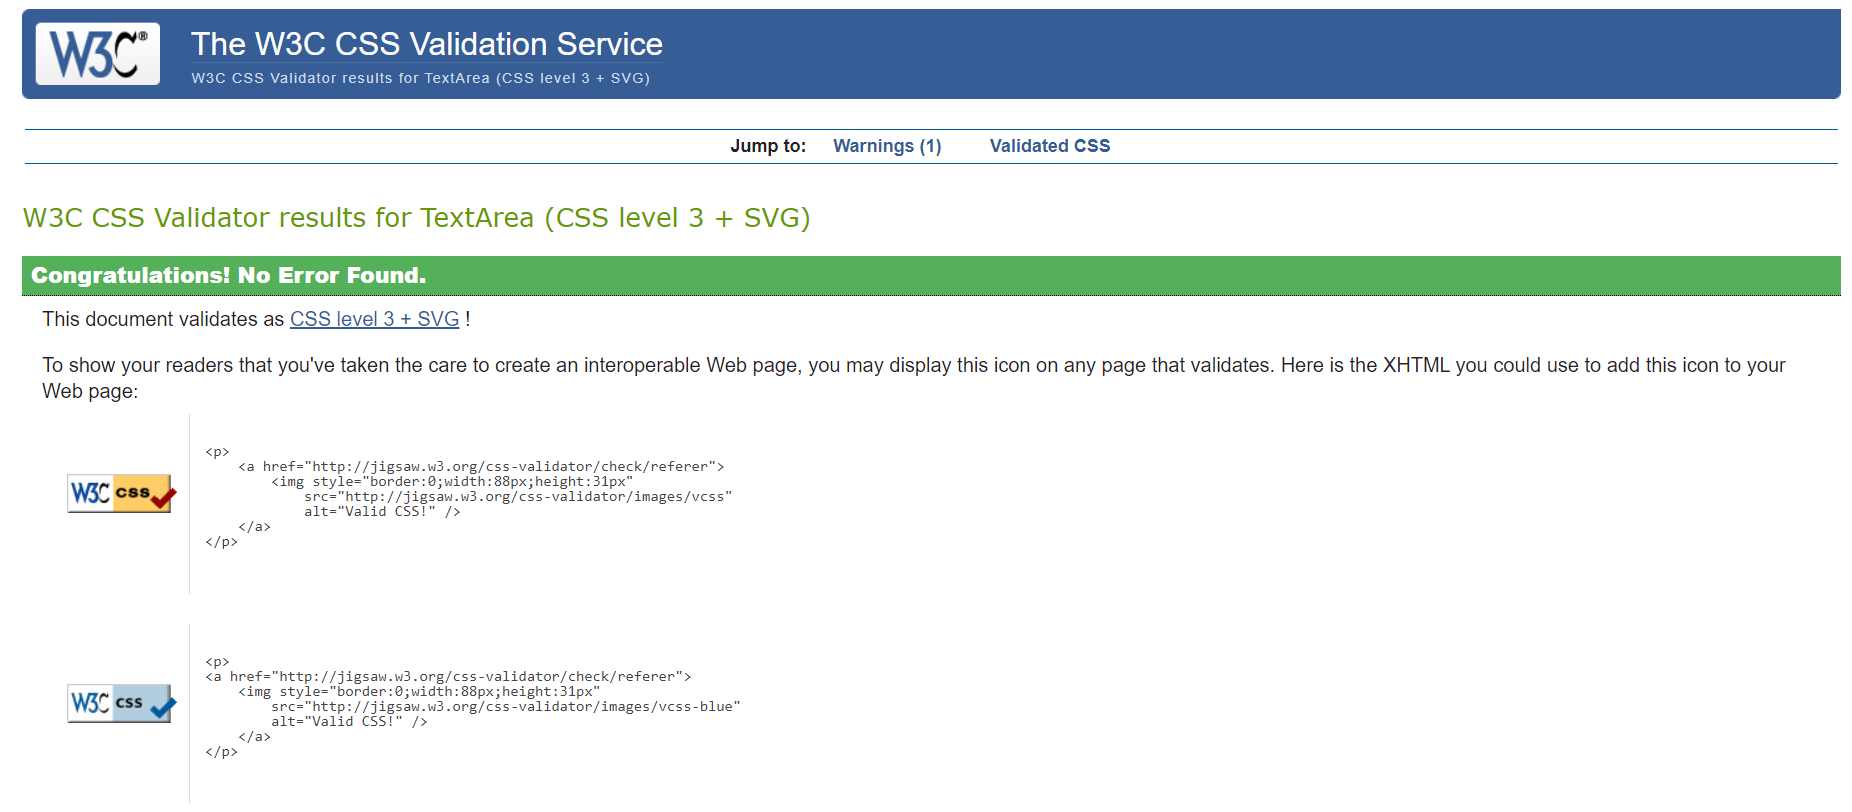 W3C®
The W3C CSS Validation Service
W3C CSS Validator results for TextArea (CSS level 3 + SVG)
Jump to: Warnings (1) Validated CSS
W3C CSS Validator results for TextArea (CSS level 3 + SVG)
Congratulations! No Error Found.
This document validates as CSS level 3 + SVG !
To show your readers that you've taken the care to create an interoperable Web page, you may display this icon on any page that validates. Here is the XHTML you could use to add this icon to your
Web page:
W3C css
<p>
    <a href="http://jigsaw.w3.org/css-validator/check/referer">
        <img style="border:0;width:88px;height:31px"
            src="http://jigsaw.w3.org/css-validator/images/vcss"
            alt="Valid CSS!" />
    </a>
</p>
W3C css
<p>
<a href="http://jigsaw.w3.org/css-validator/check/referer">
    <img style="border:0;width:88px;height:31px"
        src="http://jigsaw.w3.org/css-validator/images/vcss-blue"
        alt="Valid CSS!" />
    </a>
</p>